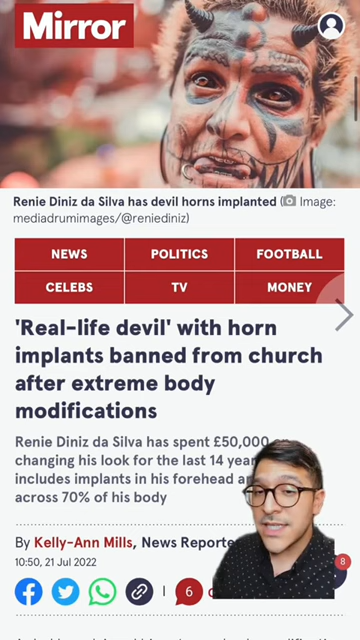 Mirror
Renie Diniz da Silva has devil horns implanted ( Image:
mediadrumimages/@reniediniz)
NEWS
POLITICS
FOOTBALL
CELEBS
TV
MONEY
'Real-life devil' with horn
implants banned from church
after extreme body
modifications
Renie Diniz da Silva has spent £50,000
changing his look for the last 14 year
includes implants in his forehead
across 70% of his body
By Kelly-Ann Mills, News Reporte
10:50, 21 Jul 2022
6
8